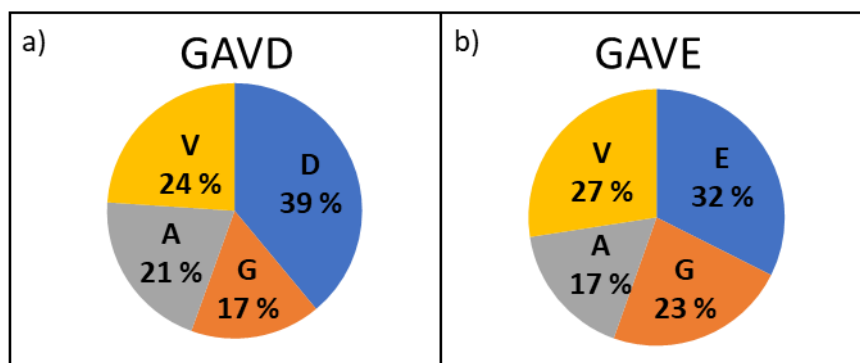 a)
GAVD
V
24 %
D
39 %
A
21 %
G
17 %
b)
GAVE
V
27 %
E
32 %
A
17 %
G
23 %